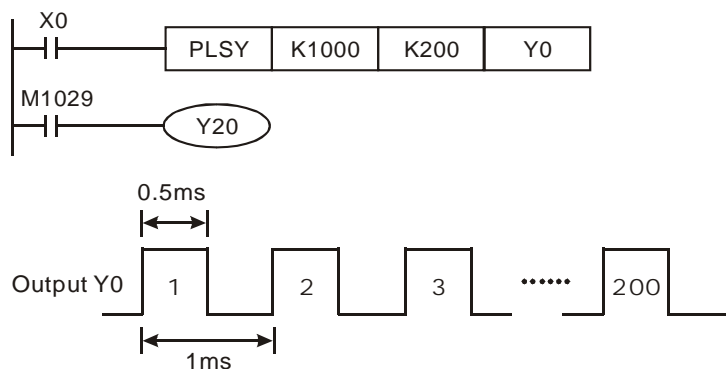 X0
PLSY K1000 K200 Y0
M1029
Y20
0.5ms
Output Y0 1 2 3 ...... 200
1ms